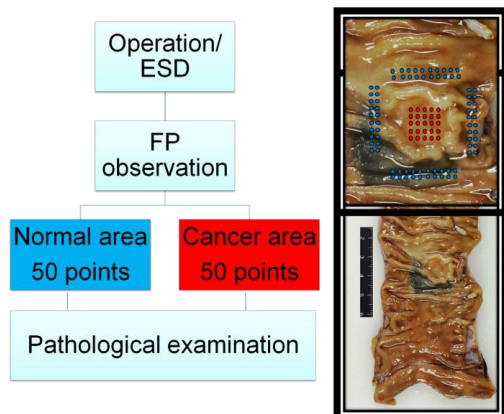 Operation/
ESD
FP
observation
Normal area
50 points
Cancer area
50 points
Pathological examination